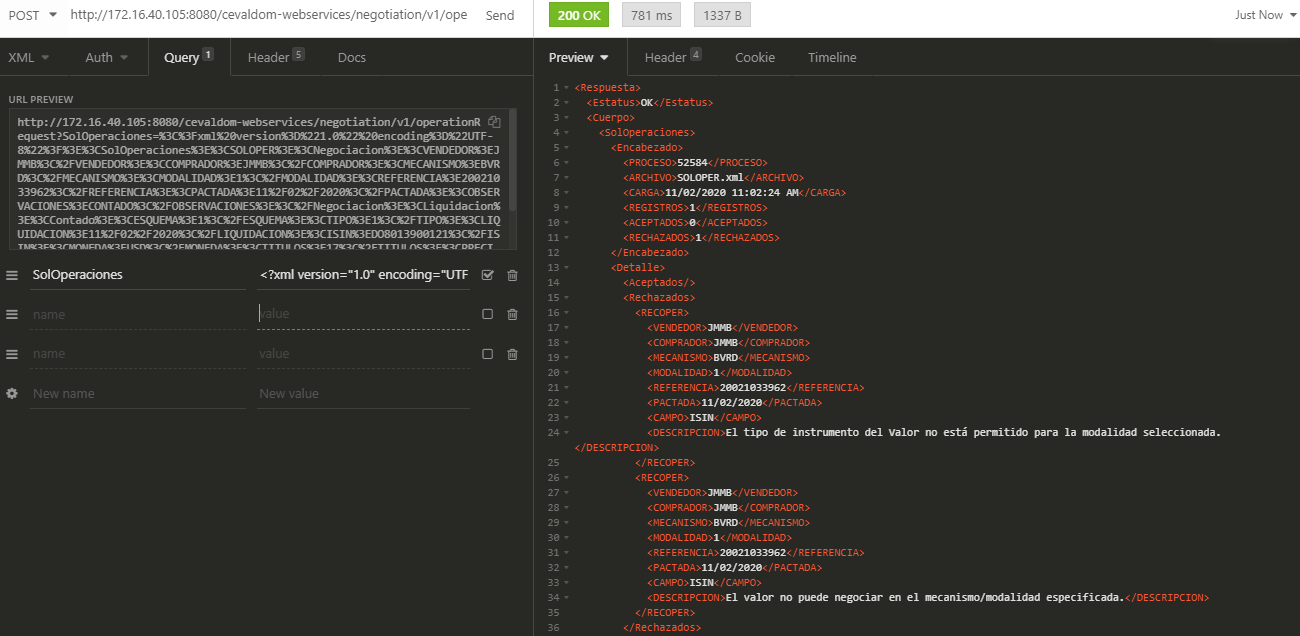 POST http://172.16.40.105:8080/cevaldom-webservices/negotiation/v1/ope Send
200 OK 781 ms 1337 B Just Now
XML Auth Query 1 Header 5 Docs
Preview Header 4 Cookie Timeline
URL PREVIEW
http://172.16.40.105:8080/cevaldom-webservices/negotiation/v1/operationR
equest?SolOperaciones=%3C%3Fxml%20version%3D%221.0%22%20encoding%3D%22UTF-
8%22%3F%3E%3CSolOperaciones%3E%3CSOLOPER%3E%3CNegociacion%3E%3CVENDEDOR%3EJ
MMB%3C%2FVENDEDOR%3E%3CCOMPRADOR%3EJMMB%3C%2FCOMPRADOR%3E%3CMECANISMO%3EBVR
D%3C%2FMECANISMO%3E%3CMODALIDAD%3E1%3C%2FMODALIDAD%3E%3CREFERENCIA%3E200210
33962%3C%2FREFERENCIA%3E%3CPACTADA%3E11%2F02%2F2020%3C%2FPACTADA%3E%3COBSER
VACIONES%3ECONTADO%3C%2FOBSERVACIONES%3E%3C%2FNegociacion%3E%3CLiquidacion%
3E%3CContado%3E%3CESQUEMA%3E1%3C%2FESQUEMA%3E%3CTIPO%3E1%3C%2FTIPO%3E%3CLIQ
UIDACION%3E11%2F02%2F2020%3C%2FLIQUIDACION%3E%3CISIN%3EDO8013900121%3C%2FIS
IN%3E%3CMONEDA%3EUSD%3C%2FMONEDA%3E%3CTITULOS%3E17%3C%2FTITULOS%3E%3CPRECI
SolOperaciones <?xml version="1.0" encoding="UTF
name value
name value
New name New value
1 <Respuesta>
2 <Estatus>OK</Estatus>
3 <Cuerpo>
4 <SolOperaciones>
5 <Encabezado>
6 <PROCESO>52584</PROCESO>
7 <ARCHIVO>SOLOPER.xml</ARCHIVO>
8 <CARGA>11/02/2020 11:02:24 AM</CARGA>
9 <REGISTROS>1</REGISTROS>
10 <ACEPTADOS>0</ACEPTADOS>
11 <RECHAZADOS>1</RECHAZADOS>
12 </Encabezado>
13 <Detalle>
14 <Aceptados/>
15 <Rechazados>
16 <RECOPER>
17 <VENDEDOR>JMMB</VENDEDOR>
18 <COMPRADOR>JMMB</COMPRADOR>
19 <MECANISMO>BVRD</MECANISMO>
20 <MODALIDAD>1</MODALIDAD>
21 <REFERENCIA>20021033962</REFERENCIA>
22 <PACTADA>11/02/2020</PACTADA>
23 <CAMPO>ISIN</CAMPO>
24 <DESCRIPCION>El tipo de instrumento del Valor no está permitido para la modalidad seleccionada.
</DESCRIPCION>
25 </RECOPER>
26 <RECOPER>
27 <VENDEDOR>JMMB</VENDEDOR>
28 <COMPRADOR>JMMB</COMPRADOR>
29 <MECANISMO>BVRD</MECANISMO>
30 <MODALIDAD>1</MODALIDAD>
31 <REFERENCIA>20021033962</REFERENCIA>
32 <PACTADA>11/02/2020</PACTADA>
33 <CAMPO>ISIN</CAMPO>
34 <DESCRIPCION>El valor no puede negociar en el mecanismo/modalidad especificada.</DESCRIPCION>
35 </RECOPER>
36 </Rechazados>